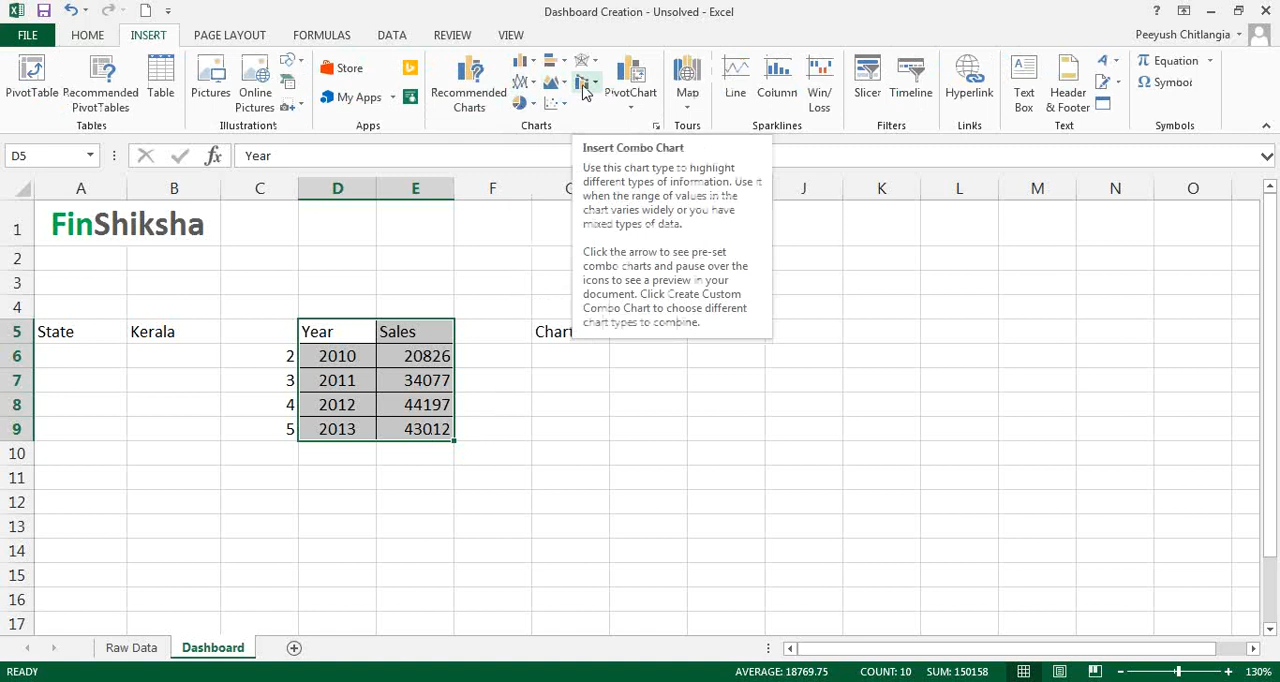 Dashboard Creation - Unsolved - Excel
?
FILE HOME INSERT PAGE LAYOUT FORMULAS DATA REVIEW VIEW
Peeyush Chitlangia
PivotTable
Recommended
PivotTables
Table
Tables
Pictures
Online
Pictures
Illustrations
Store
My Apps
Apps
Recommended
Charts
PivotChart
Charts
Map
Tours
Line
Column
Win/
Loss
Sparklines
Slicer
Timeline
Filters
Hyperlink
Links
Text
Box
Header
& Footer
Text
π Equation
Ω Symbol
Symbols
D5 fx Year
Insert Combo Chart
Use this chart type to highlight
different types of information. Use it
when the range of values in the
chart varies widely or you have
mixed types of data.
Click the arrow to see pre-set
combo charts and pause over the
icons to see a preview in your
document. Click Create Custom
Combo Chart to choose different
chart types to combine.
A B C D E F G J K L M N O
1 FinShiksha
2
3
4
5 State Kerala Year Sales Chart
6 2 2010 20826
7 3 2011 34077
8 4 2012 44197
9 5 2013 43012
10
11
12
13
14
15
16
17
Raw Data Dashboard
READY AVERAGE: 18769.75 COUNT: 10 SUM: 150158 130%